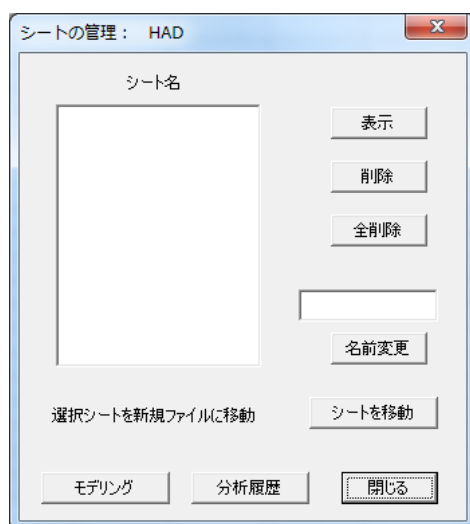 シートの管理： HAD
シート名
表示
削除
全削除
名前変更
選択シートを新規ファイルに移動
シートを移動
モデリング
分析履歴
閉じる